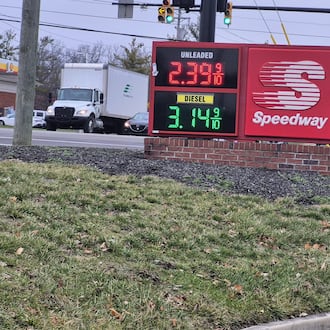 UNLEADED
2.39 9/10
DIESEL
3.14 9/10
S
Speedway